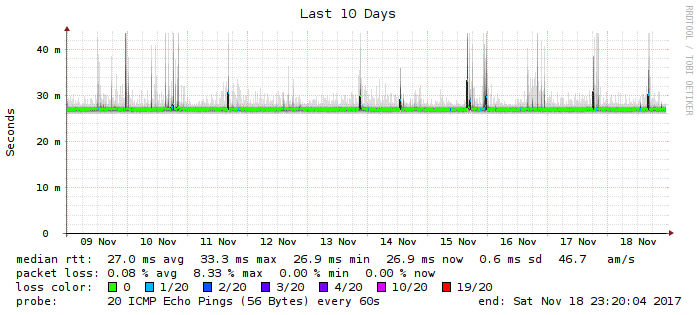 Last 10 Days
RRDTOOL / TOBI OETIKER
Seconds
40 m
30 m
20 m
10 m
0
09 Nov 10 Nov 11 Nov 12 Nov 13 Nov 14 Nov 15 Nov 16 Nov 17 Nov 18 Nov
median rtt: 27.0 ms avg 33.3 ms max 26.9 ms min 26.9 ms now 0.6 ms sd 46.7 am/s
packet loss: 0.08 % avg 8.33 % max 0.00 % min 0.00 % now
loss color: 0 1/20 2/20 3/20 4/20 10/20 19/20
probe: 20 ICMP Echo Pings (56 Bytes) every 60s end: Sat Nov 18 23:20:04 2017